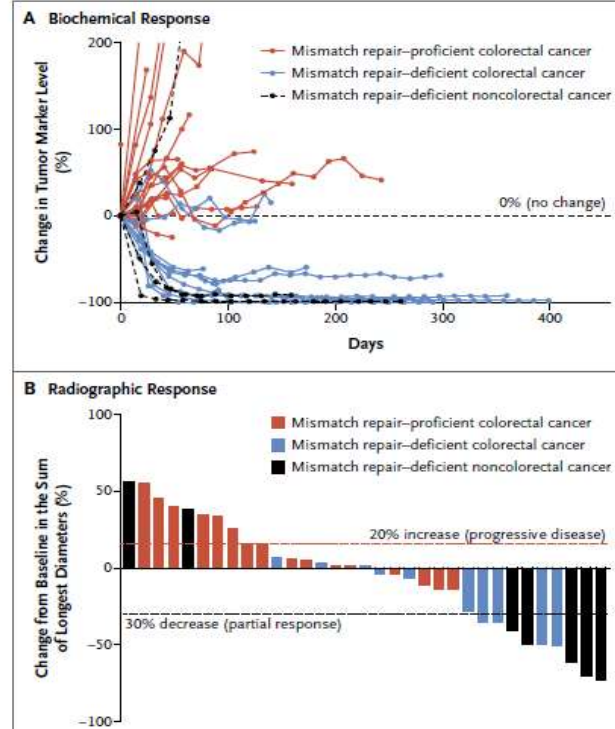 A Biochemical Response
200
100
0
−100
Change in Tumor Marker Level
(%)
Mismatch repair–proficient colorectal cancer
Mismatch repair–deficient colorectal cancer
Mismatch repair–deficient noncolorectal cancer
0% (no change)
0
100
200
300
400
Days
B Radiographic Response
100
50
0
−50
−100
Change from Baseline in the Sum
of Longest Diameters (%)
Mismatch repair–proficient colorectal cancer
Mismatch repair–deficient colorectal cancer
Mismatch repair–deficient noncolorectal cancer
20% increase (progressive disease)
30% decrease (partial response)